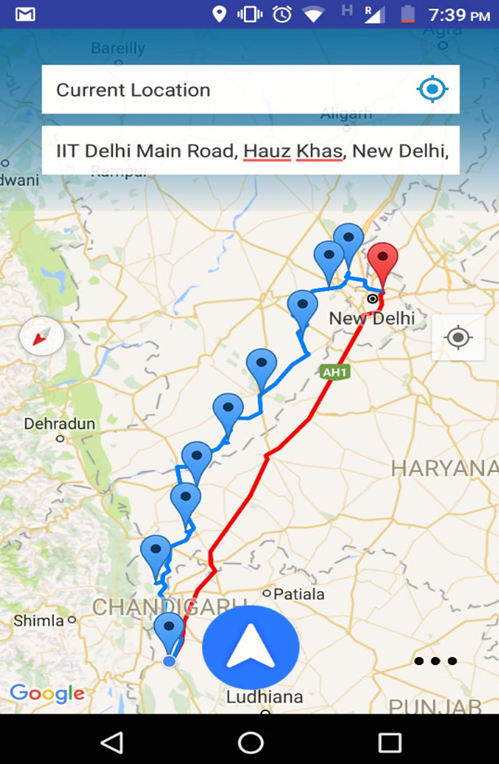 H R 7:39 PM
Agra
Bareilly
Current Location
Aligarh
IIT Delhi Main Road, Hauz Khas, New Delhi,
dwani
Rampur
New Delhi
AH1
Dehradun
HARYANA
CHANDIGARH
Patiala
Shimla
Google
Ludhiana
PUNJAB